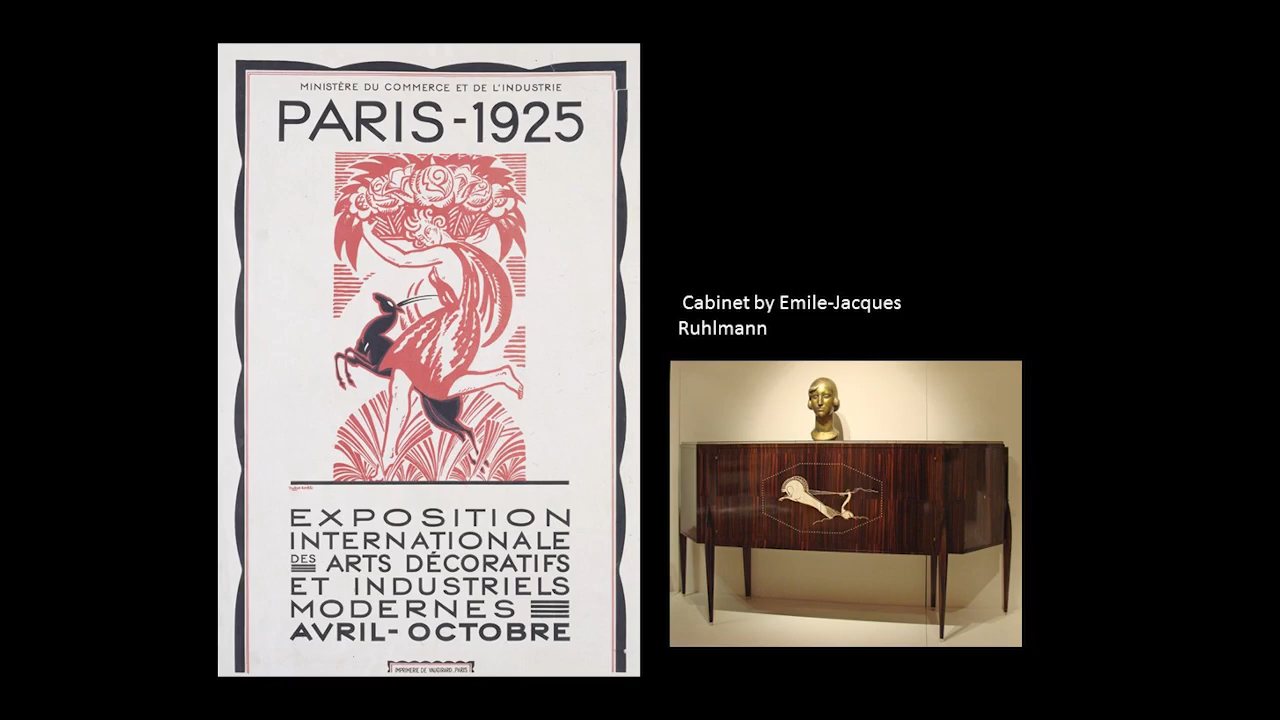 MINISTÈRE DU COMMERCE ET DE L'INDUSTRIE
PARIS-1925
EXPOSITION
INTERNATIONALE
DES ARTS DÉCORATIFS
ET INDUSTRIELS
MODERNES
AVRIL-OCTOBRE
IMPRIMERIE DE VAUGIRARD, PARIS
Cabinet by Emile-Jacques
Ruhlmann